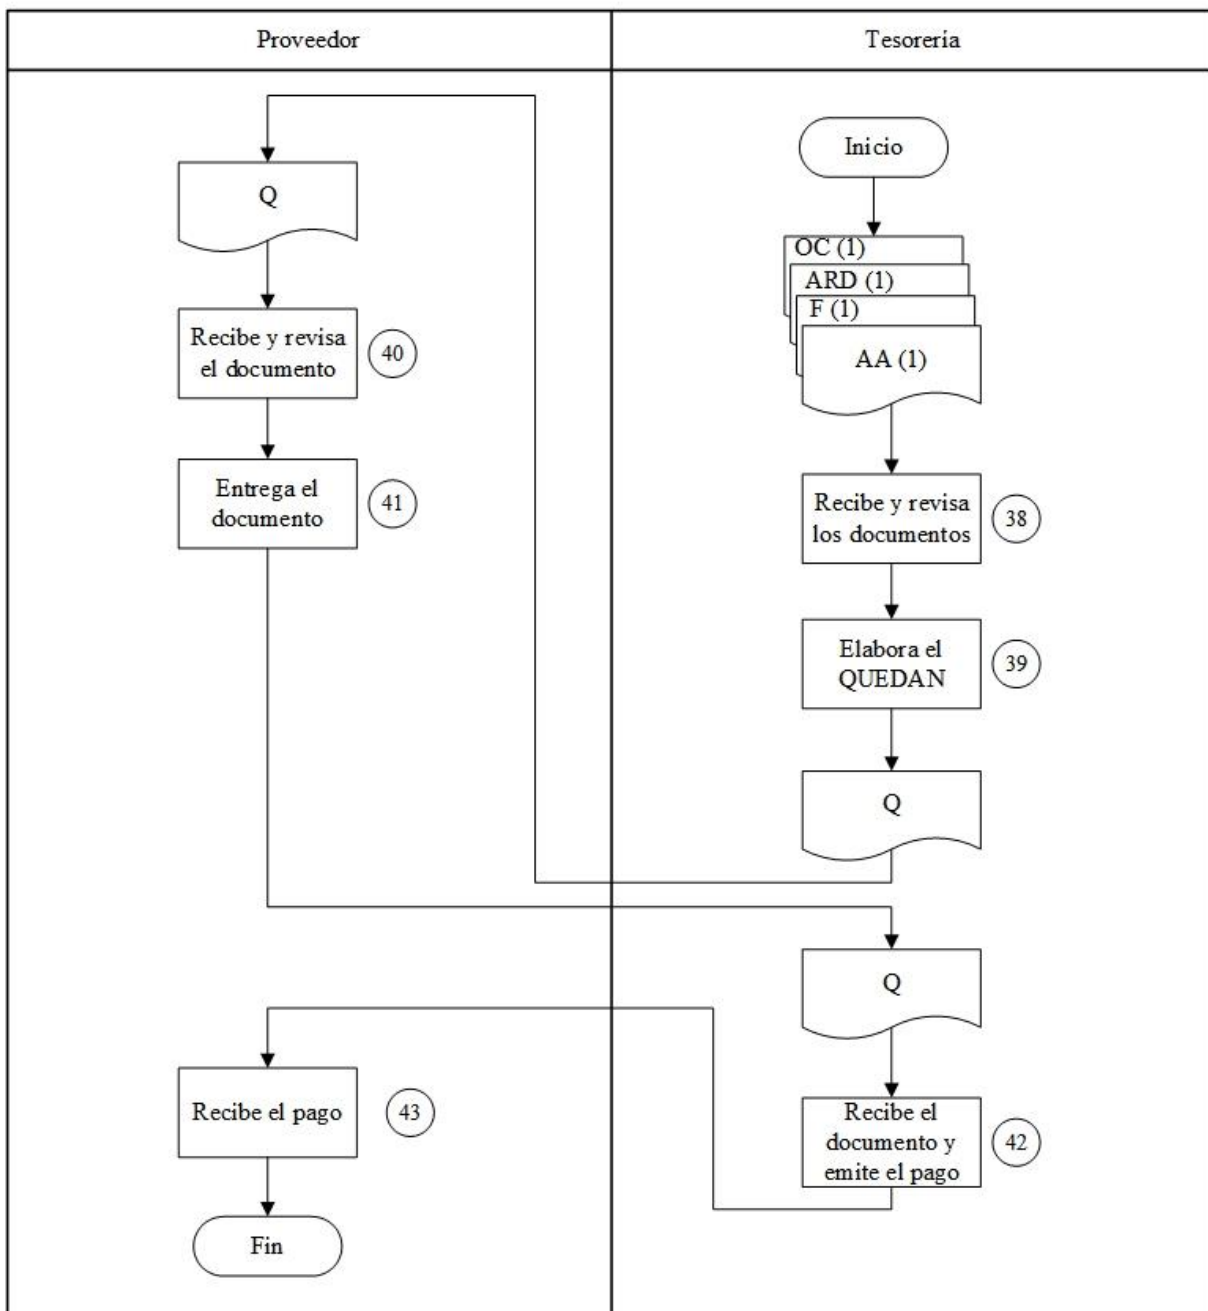 Proveedor
Tesorería
Inicio
OC (1)
ARD (1)
F (1)
AA (1)
Recibe y revisa
los documentos
38
Elabora el
QUEDAN
39
Q
Q
Recibe y revisa
el documento
40
Entrega el
documento
41
Q
Recibe el
documento y
emite el pago
42
Recibe el pago
43
Fin